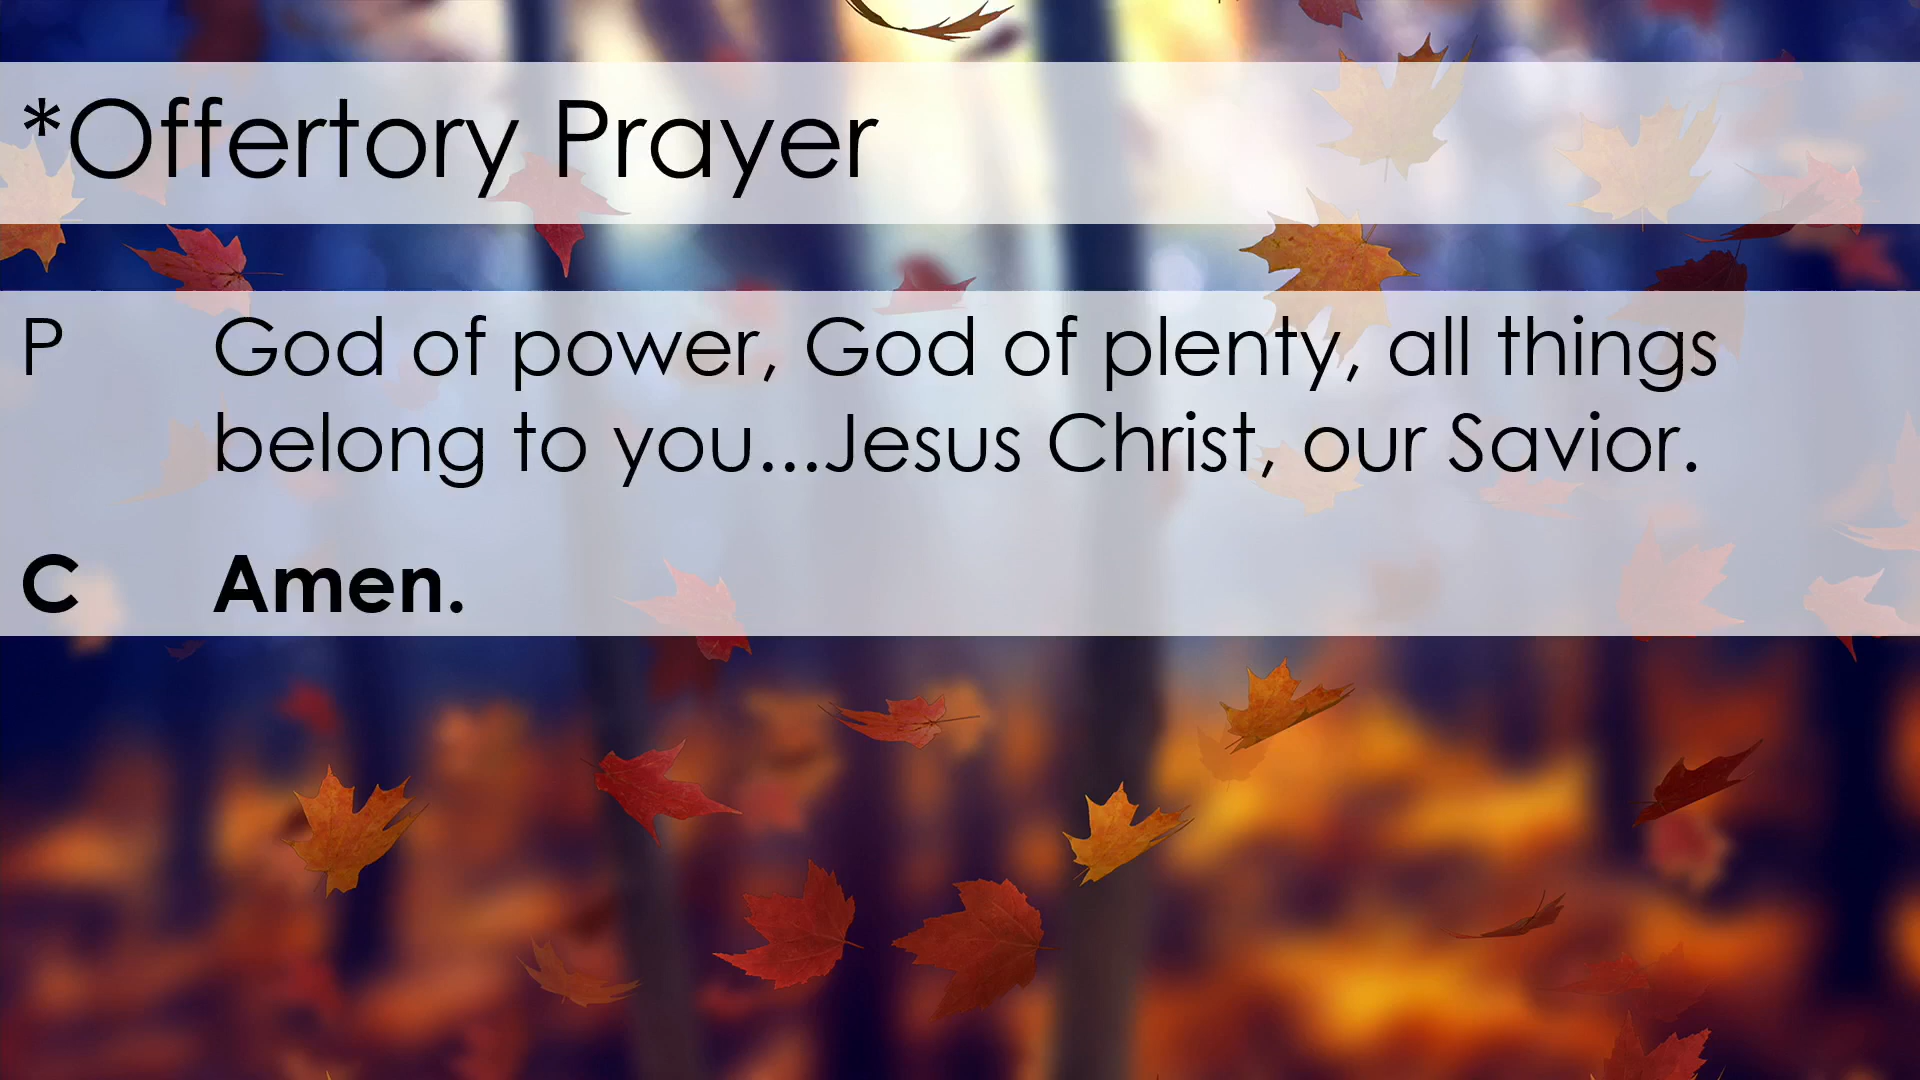 *Offertory Prayer
P God of power, God of plenty, all things
belong to you...Jesus Christ, our Savior.
C Amen.